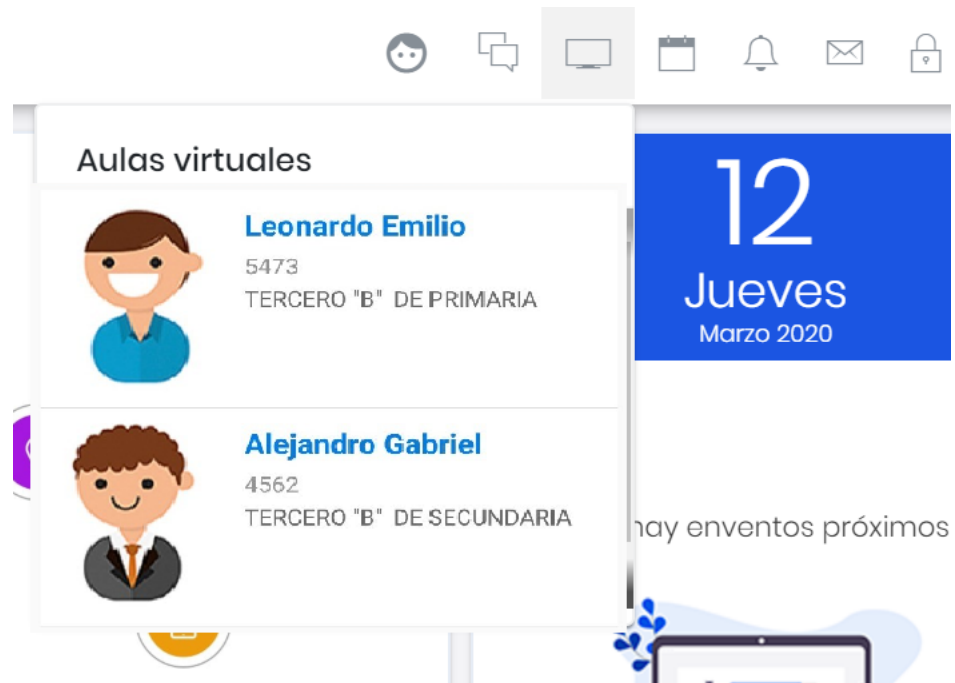 Aulas virtuales
Leonardo Emilio
5473
TERCERO "B" DE PRIMARIA
Alejandro Gabriel
4562
TERCERO "B" DE SECUNDARIA
12
Jueves
Marzo 2020
hay enventos próximos